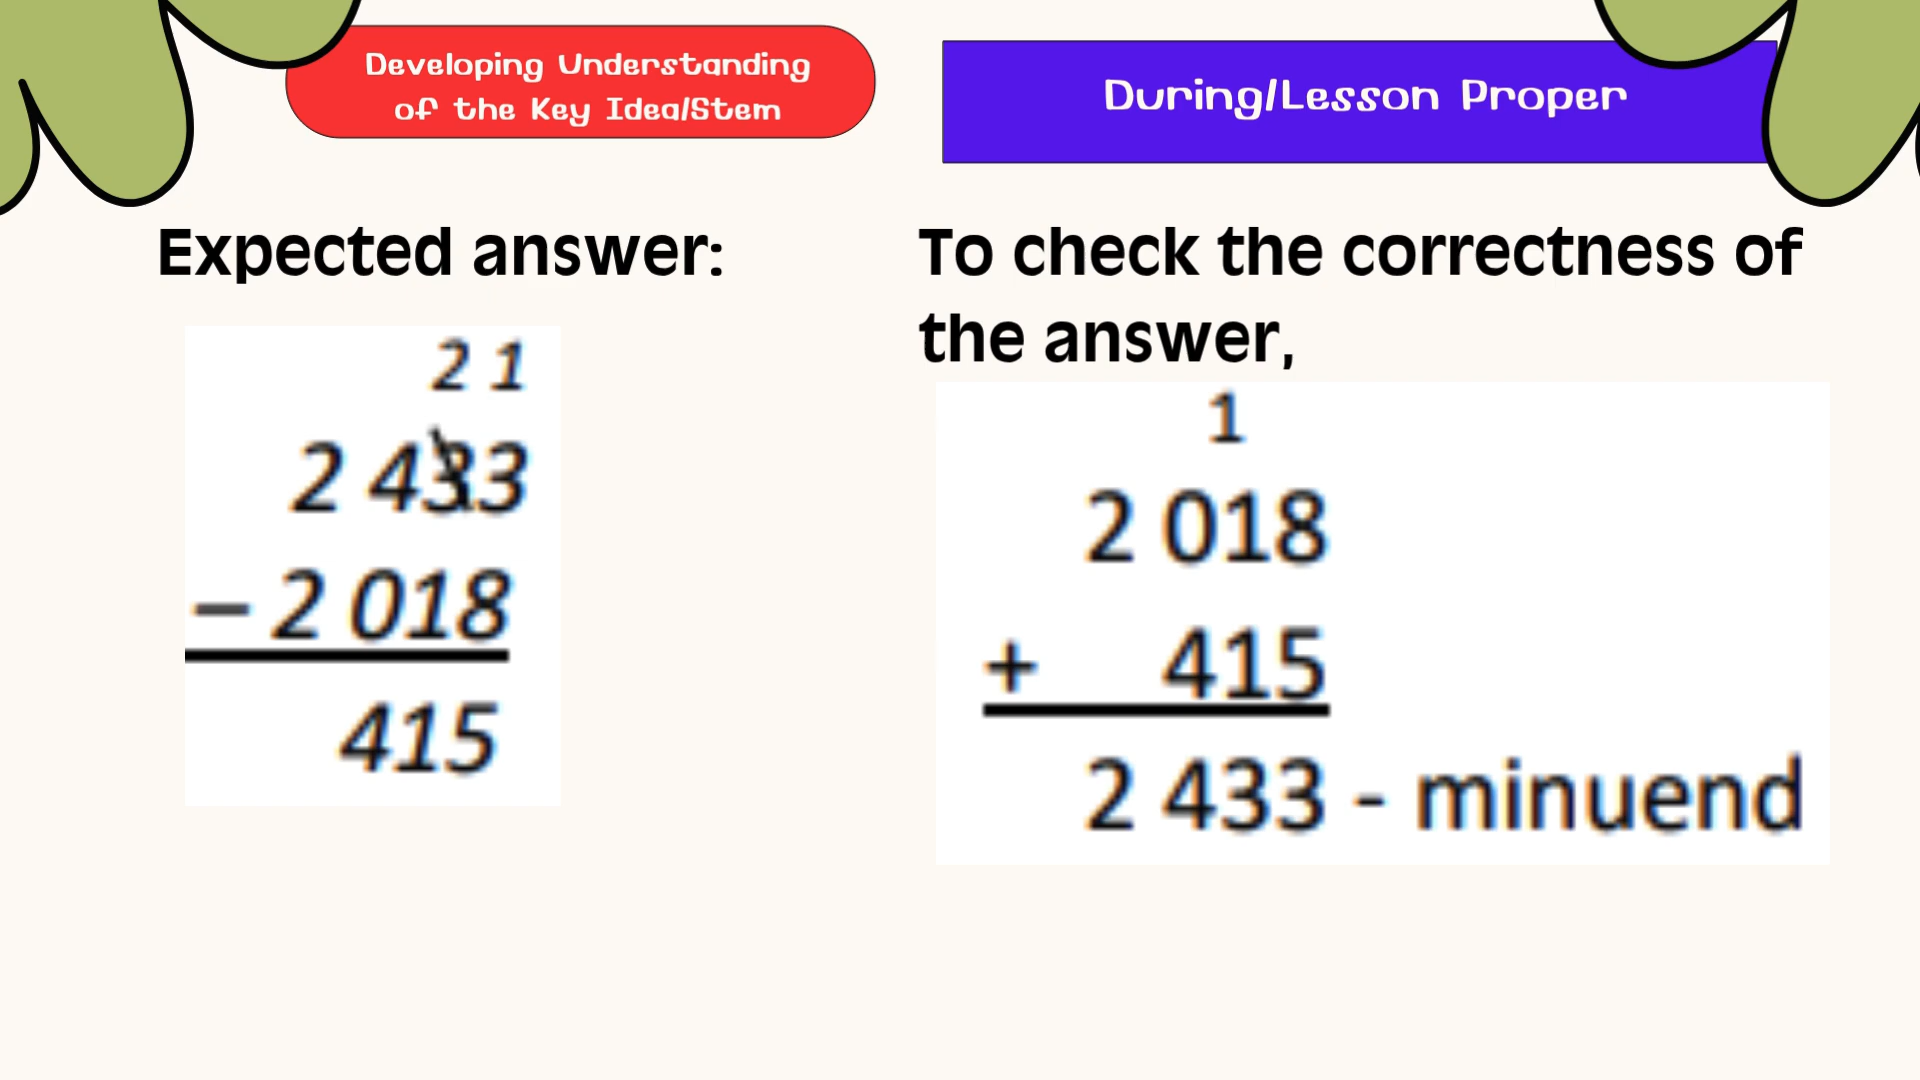 Developing Understanding
of the Key Idea/Stem
During/Lesson Proper
Expected answer:
2 1
2 433
– 2 018
415
To check the correctness of
the answer,
1
2 018
+ 415
2 433 - minuend